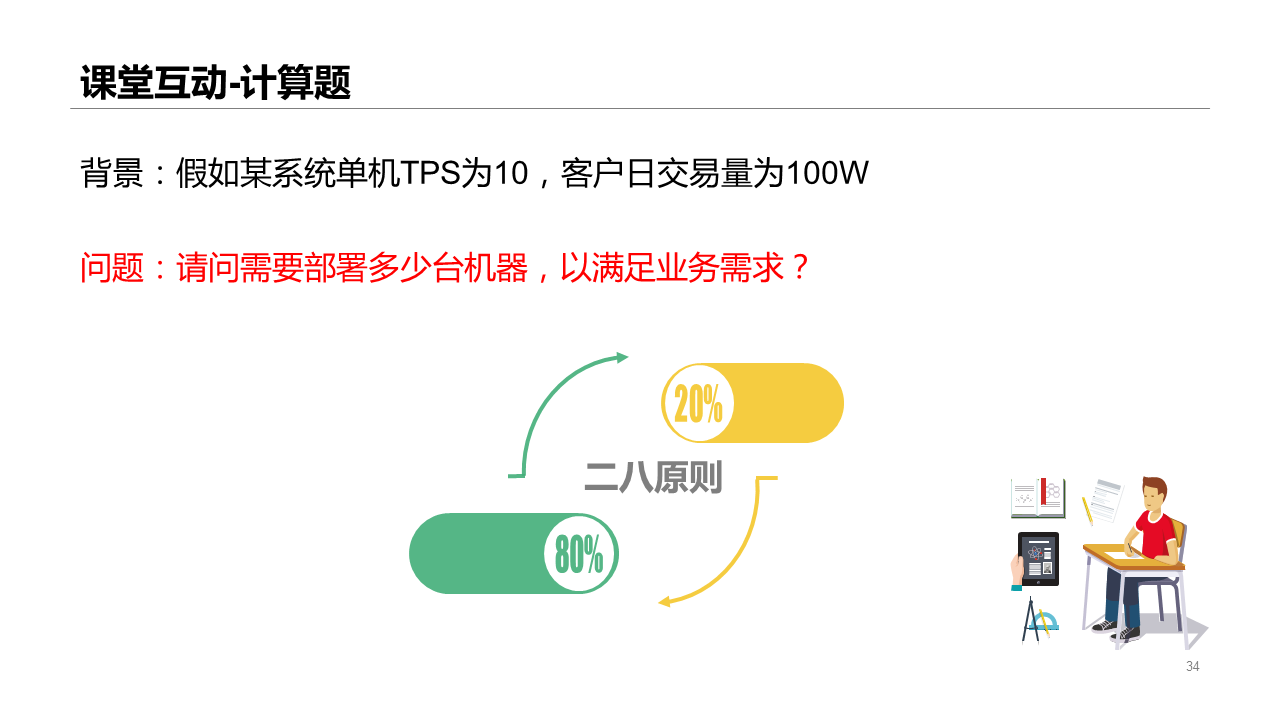 课堂互动-计算题
背景：假如某系统单机TPS为10，客户日交易量为100W
问题：请问需要部署多少台机器，以满足业务需求？
20%
二八原则
80%
34